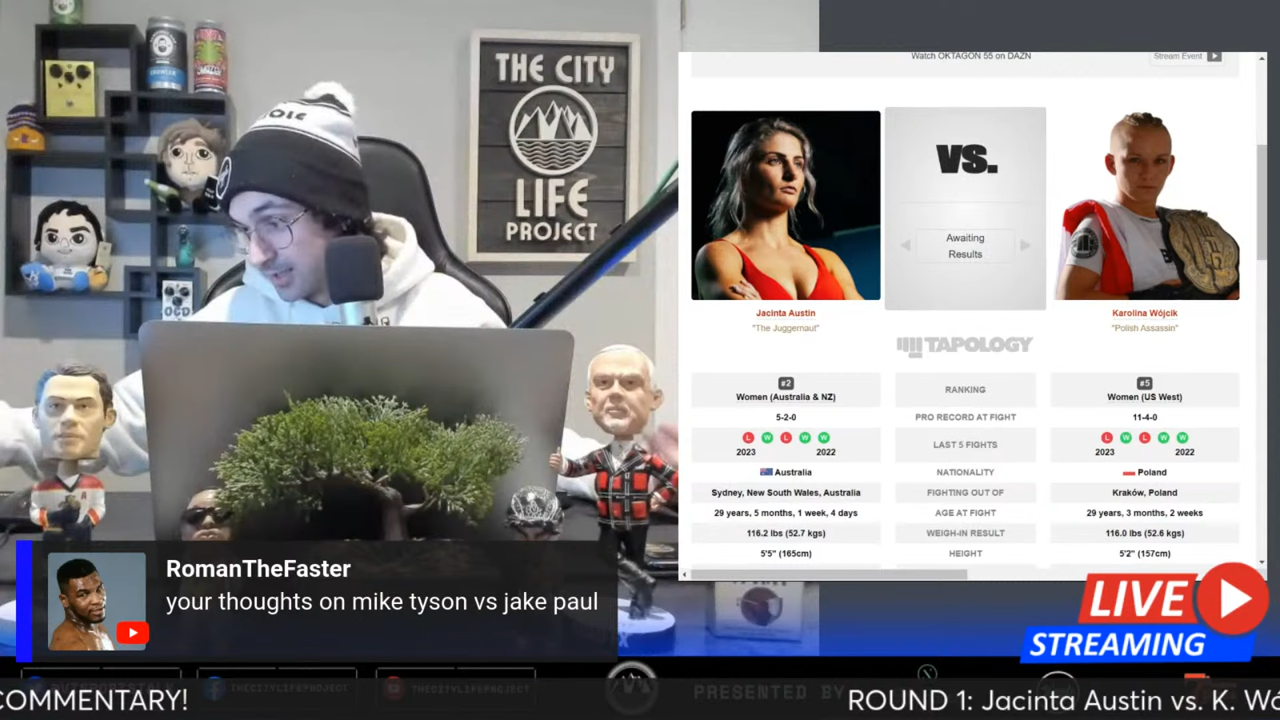 THE CITY
LIFE
PROJECT
OCD
Watch OKTAGON 55 on DAZN
Stream Event
VS.
Awaiting
Results
Jacinta Austin
"The Juggernaut"
Karolina Wójcik
"Polish Assassin"
TAPOLOGY
#2
Women (Australia & NZ)
RANKING
#5
Women (US West)
5-2-0
PRO RECORD AT FIGHT
11-4-0
L W L W W
2023 2022
LAST 5 FIGHTS
L W L W W
2023 2022
Australia
NATIONALITY
Poland
Sydney, New South Wales, Australia
FIGHTING OUT OF
Kraków, Poland
29 years, 5 months, 1 week, 4 days
AGE AT FIGHT
29 years, 3 months, 2 weeks
116.2 lbs (52.7 kgs)
WEIGH-IN RESULT
116.0 lbs (52.6 kgs)
5'5" (165cm)
HEIGHT
5'2" (157cm)
RomanTheFaster
your thoughts on mike tyson vs jake paul
LIVE
STREAMING
THECITYLIFEPROJECT
THECITYLIFEPROJECT
PRESENTED BY
COMMENTARY!
ROUND 1: Jacinta Austin vs. K. Wó